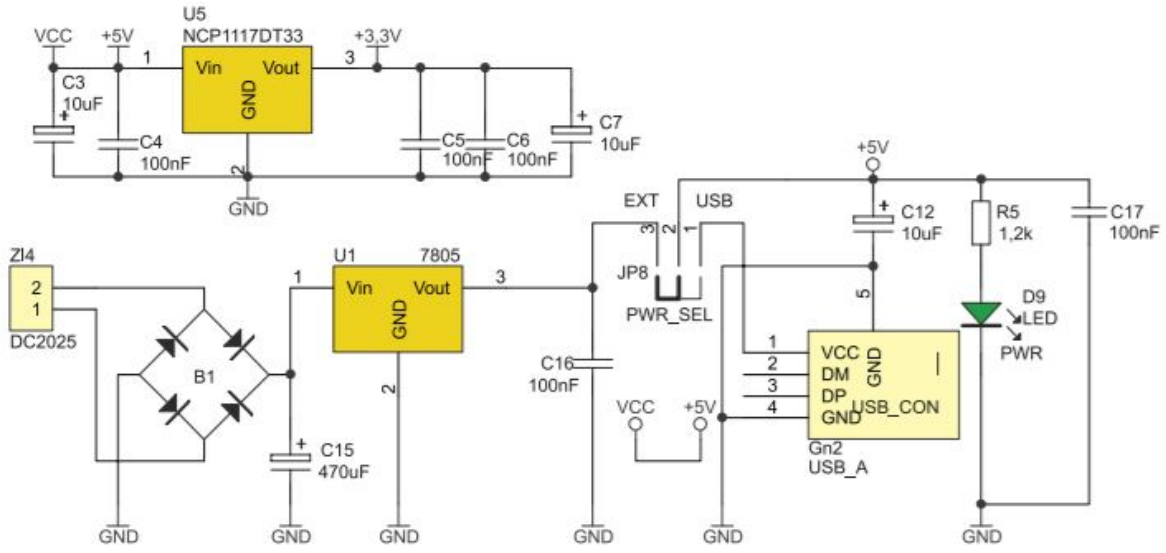 U5
NCP1117DT33
VCC
+5V
+3,3V
1
Vin
Vout
3
GND
2
C3
10uF
C4
100nF
C5
100nF
C6
100nF
C7
10uF
GND
+5V
EXT
USB
3
2
1
JP8
PWR_SEL
C12
10uF
R5
1,2k
C17
100nF
ZI4
2
1
DC2025
B1
U1
7805
1
Vin
Vout
3
GND
2
C15
470uF
C16
100nF
D9
LED
PWR
5
1
VCC
2
DM
3
DP
4
GND
GND
USB_CON
Gn2
USB_A
VCC
+5V
GND
GND
GND
GND
GND
GND